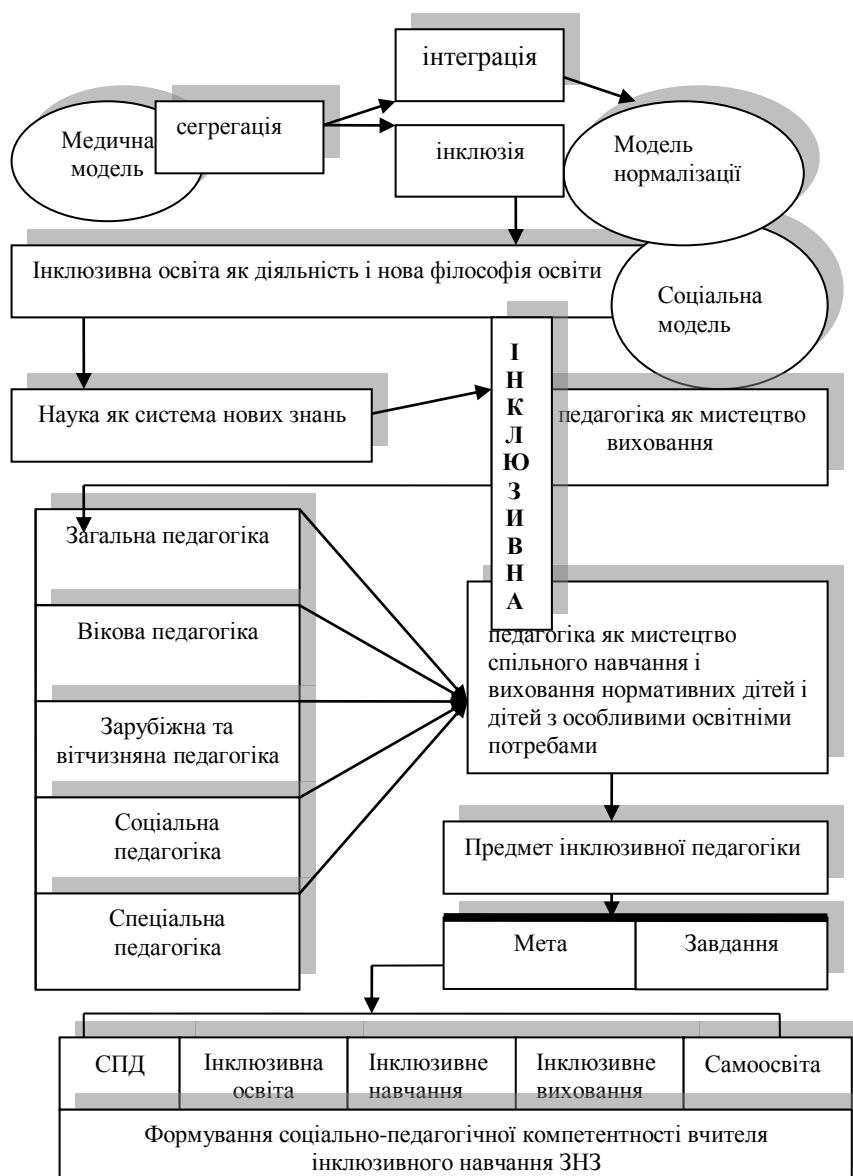 інтеграція
сегрегація
Медична
модель
інклюзія
Модель
нормалізації
Інклюзивна освіта як діяльність і нова філософія освіти
Соціальна
модель
ІНКЛЮЗИВНА
Наука як система нових знань
педагогіка як мистецтво
виховання
Загальна педагогіка
Вікова педагогіка
Зарубіжна та
вітчизняна педагогіка
Соціальна
педагогіка
Спеціальна
педагогіка
педагогіка як мистецтво
спільного навчання і
виховання нормативних дітей і
дітей з особливими освітніми
потребами
Предмет інклюзивної педагогіки
Мета
Завдання
СПД
Інклюзивна
освіта
Інклюзивне
навчання
Інклюзивне
виховання
Самоосвіта
Формування соціально-педагогічної компетентності вчителя
інклюзивного навчання ЗНЗ